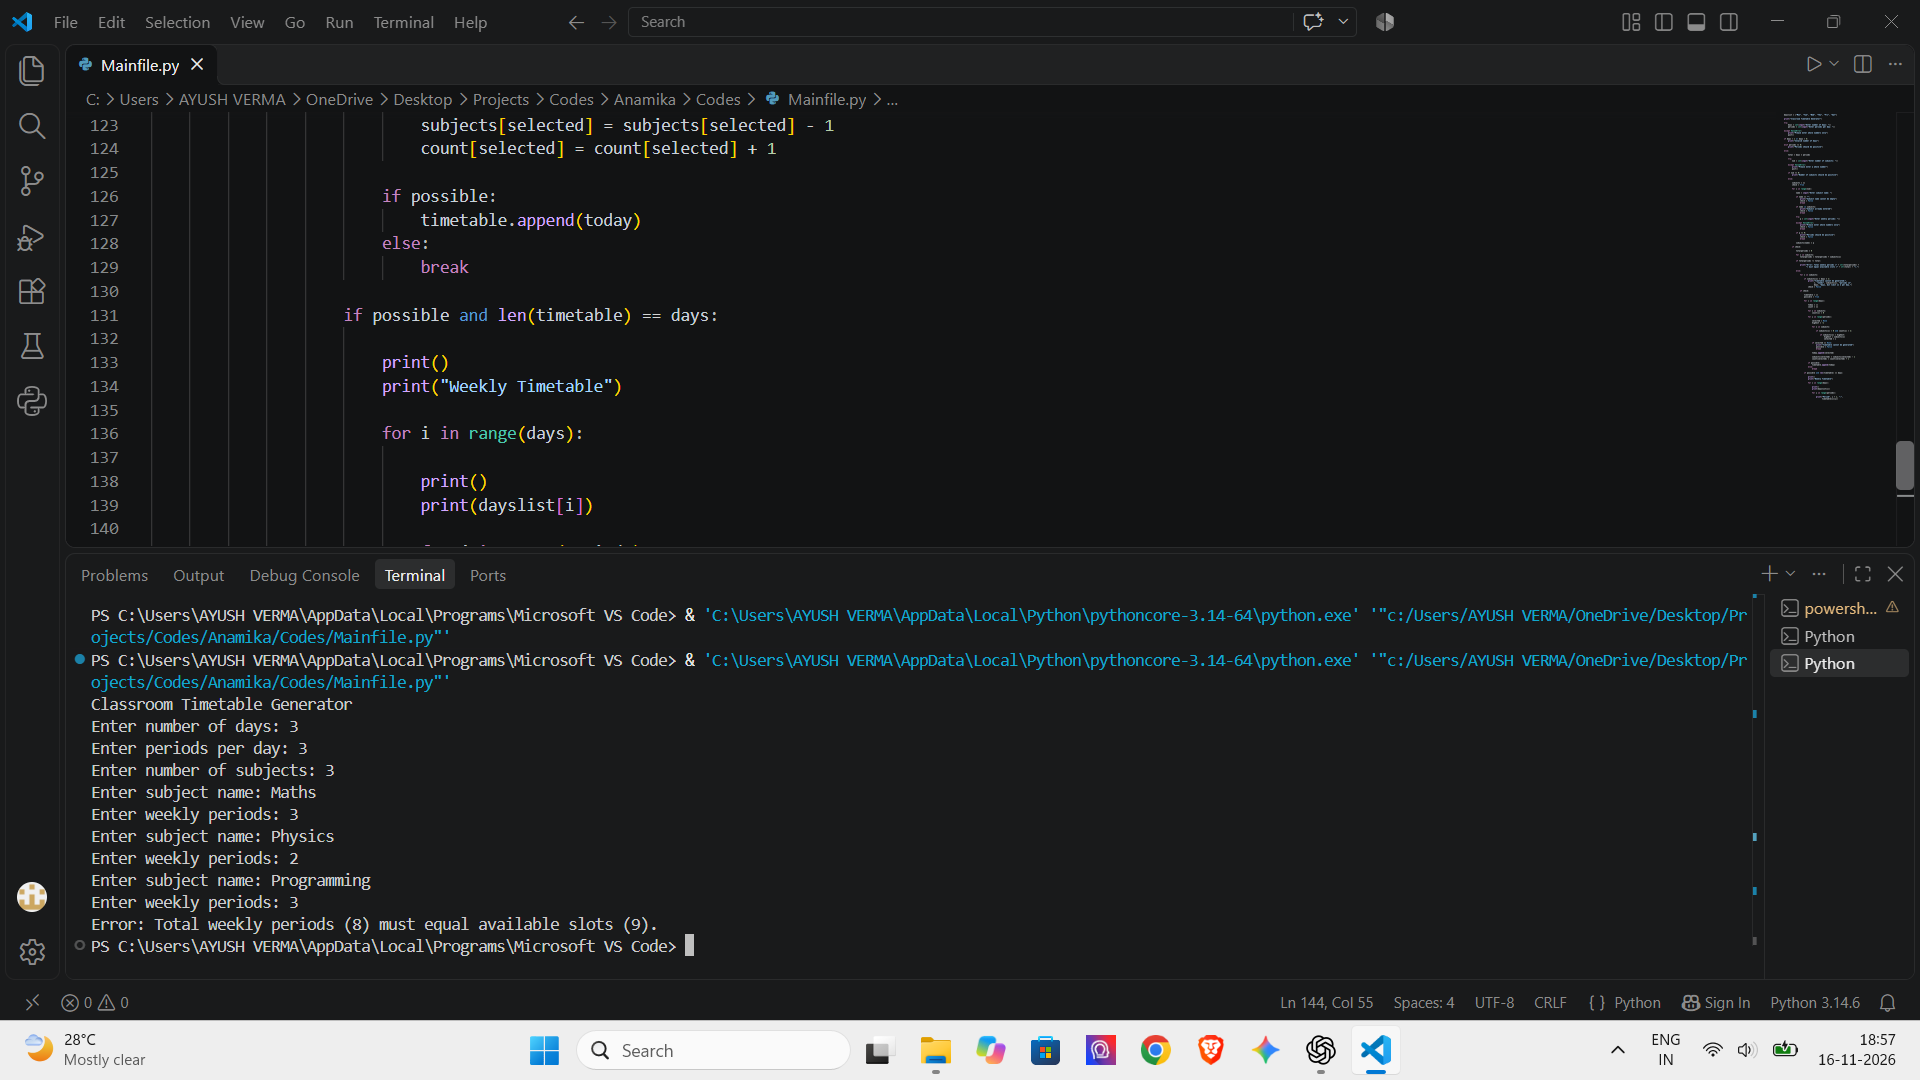 File Edit Selection View Go Run Terminal Help
Search
Mainfile.py
C: > Users > AYUSH VERMA > OneDrive > Desktop > Projects > Codes > Anamika > Codes > Mainfile.py > ...
123 subjects[selected] = subjects[selected] - 1
124 count[selected] = count[selected] + 1
125
126 if possible:
127 timetable.append(today)
128 else:
129 break
130
131 if possible and len(timetable) == days:
132
133 print()
134 print("Weekly Timetable")
135
136 for i in range(days):
137
138 print()
139 print(dayslist[i])
140
Problems Output Debug Console Terminal Ports
PS C:\Users\AYUSH VERMA\AppData\Local\Programs\Microsoft VS Code> & 'C:\Users\AYUSH VERMA\AppData\Local\Python\pythoncore-3.14-64\python.exe' '"c:/Users/AYUSH VERMA/OneDrive/Desktop/Pr
ojects/Codes/Anamika/Codes/Mainfile.py"'
PS C:\Users\AYUSH VERMA\AppData\Local\Programs\Microsoft VS Code> & 'C:\Users\AYUSH VERMA\AppData\Local\Python\pythoncore-3.14-64\python.exe' '"c:/Users/AYUSH VERMA/OneDrive/Desktop/Pr
ojects/Codes/Anamika/Codes/Mainfile.py"'
Classroom Timetable Generator
Enter number of days: 3
Enter periods per day: 3
Enter number of subjects: 3
Enter subject name: Maths
Enter weekly periods: 3
Enter subject name: Physics
Enter weekly periods: 2
Enter subject name: Programming
Enter weekly periods: 3
Error: Total weekly periods (8) must equal available slots (9).
PS C:\Users\AYUSH VERMA\AppData\Local\Programs\Microsoft VS Code>
powersh...
Python
Python
0 0
Ln 144, Col 55 Spaces: 4 UTF-8 CRLF { } Python Sign In Python 3.14.6
28°C
Mostly clear
Search
ENG
IN
18:57
16-11-2026